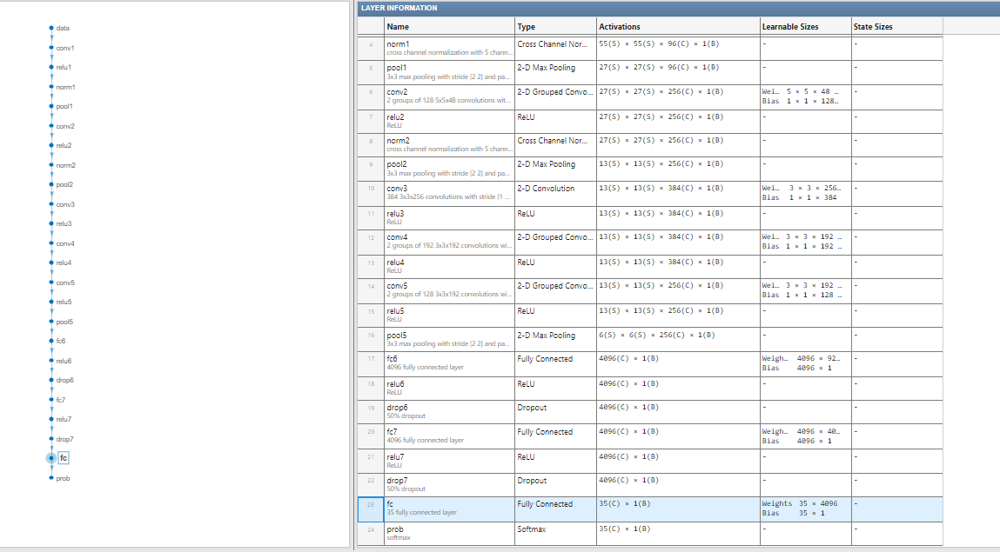 data
conv1
relu1
norm1
pool1
conv2
relu2
norm2
pool2
conv3
relu3
conv4
relu4
conv5
relu5
pool5
fc6
relu6
drop6
fc7
relu7
drop7
fc
prob
LAYER INFORMATION
Name Type Activations Learnable Sizes State Sizes
4 norm1 Cross Channel Nor... 55(S) × 55(S) × 96(C) × 1(B) - -
cross channel normalization with 5 chann...
5 pool1 2-D Max Pooling 27(S) × 27(S) × 96(C) × 1(B) - -
3x3 max pooling with stride [2 2] and pa...
6 conv2 2-D Grouped Convo... 27(S) × 27(S) × 256(C) × 1(B) Wei... 5 × 5 × 48 ... -
2 groups of 128 5x5x48 convolutions wit... Bias 1 × 1 × 128...
7 relu2 ReLU 27(S) × 27(S) × 256(C) × 1(B) - -
ReLU
8 norm2 Cross Channel Nor... 27(S) × 27(S) × 256(C) × 1(B) - -
cross channel normalization with 5 chann...
9 pool2 2-D Max Pooling 13(S) × 13(S) × 256(C) × 1(B) - -
3x3 max pooling with stride [2 2] and pa...
10 conv3 2-D Convolution 13(S) × 13(S) × 384(C) × 1(B) Wei... 3 × 3 × 256... -
384 3x3x256 convolutions with stride [1 ... Bias 1 × 1 × 384
11 relu3 ReLU 13(S) × 13(S) × 384(C) × 1(B) - -
ReLU
12 conv4 2-D Grouped Convo... 13(S) × 13(S) × 384(C) × 1(B) Wei... 3 × 3 × 192 ... -
2 groups of 192 3x3x192 convolutions wi... Bias 1 × 1 × 192 ...
13 relu4 ReLU 13(S) × 13(S) × 384(C) × 1(B) - -
ReLU
14 conv5 2-D Grouped Convo... 13(S) × 13(S) × 256(C) × 1(B) Wei... 3 × 3 × 192 ... -
2 groups of 128 3x3x192 convolutions wi... Bias 1 × 1 × 128 ...
15 relu5 ReLU 13(S) × 13(S) × 256(C) × 1(B) - -
ReLU
16 pool5 2-D Max Pooling 6(S) × 6(S) × 256(C) × 1(B) - -
3x3 max pooling with stride [2 2] and pa...
17 fc6 Fully Connected 4096(C) × 1(B) Weigh... 4096 × 92... -
4096 fully connected layer Bias 4096 × 1
18 relu6 ReLU 4096(C) × 1(B) - -
ReLU
19 drop6 Dropout 4096(C) × 1(B) - -
50% dropout
20 fc7 Fully Connected 4096(C) × 1(B) Weigh... 4096 × 40... -
4096 fully connected layer Bias 4096 × 1
21 relu7 ReLU 4096(C) × 1(B) - -
ReLU
22 drop7 Dropout 4096(C) × 1(B) - -
50% dropout
23 fc Fully Connected 35(C) × 1(B) Weights 35 × 4096 -
35 fully connected layer Bias 35 × 1
24 prob Softmax 35(C) × 1(B) - -
softmax